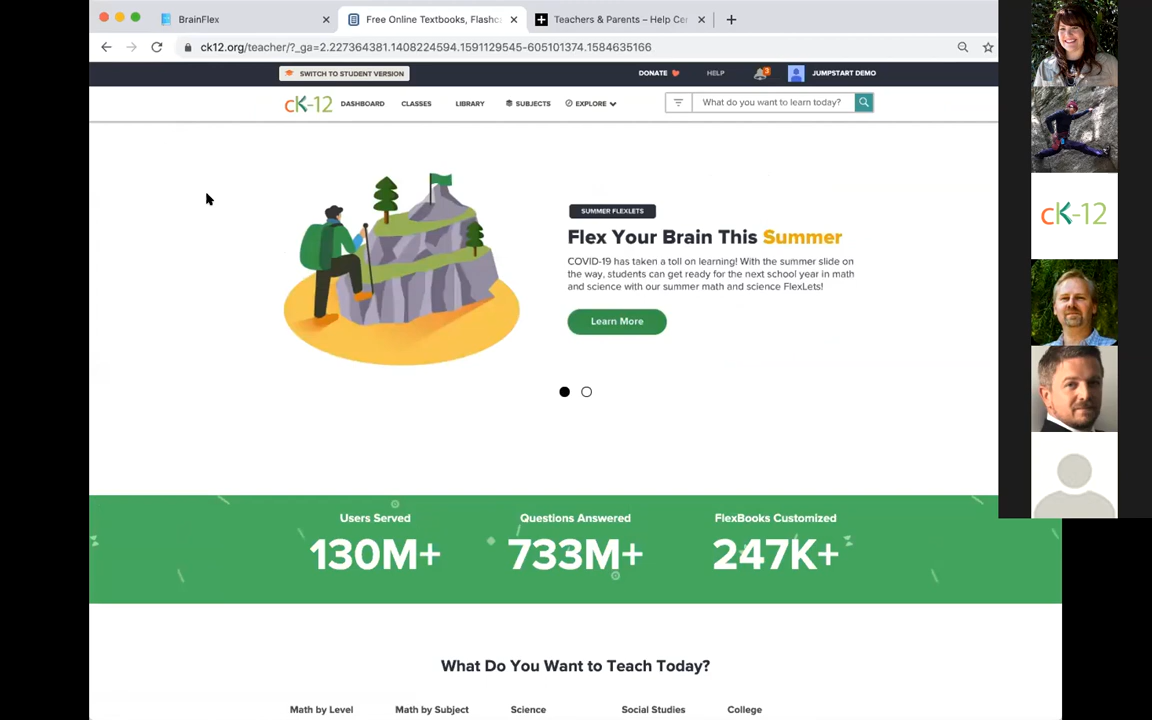 BrainFlex
Free Online Textbooks, Flashc
Teachers & Parents – Help Cer
ck12.org/teacher/?_ga=2.227364381.1408224594.1591129545-605101374.1584635166
SWITCH TO STUDENT VERSION
DONATE
HELP
3
JUMPSTART DEMO
cK-12
DASHBOARD
CLASSES
LIBRARY
SUBJECTS
EXPLORE
What do you want to learn today?
cK-12
SUMMER FLEXLETS
Flex Your Brain This Summer
COVID-19 has taken a toll on learning! With the summer slide on
the way, students can get ready for the next school year in math
and science with our summer math and science FlexLets!
Learn More
Users Served
Questions Answered
FlexBooks Customized
130M+
733M+
247K+
What Do You Want to Teach Today?
Math by Level
Math by Subject
Science
Social Studies
College